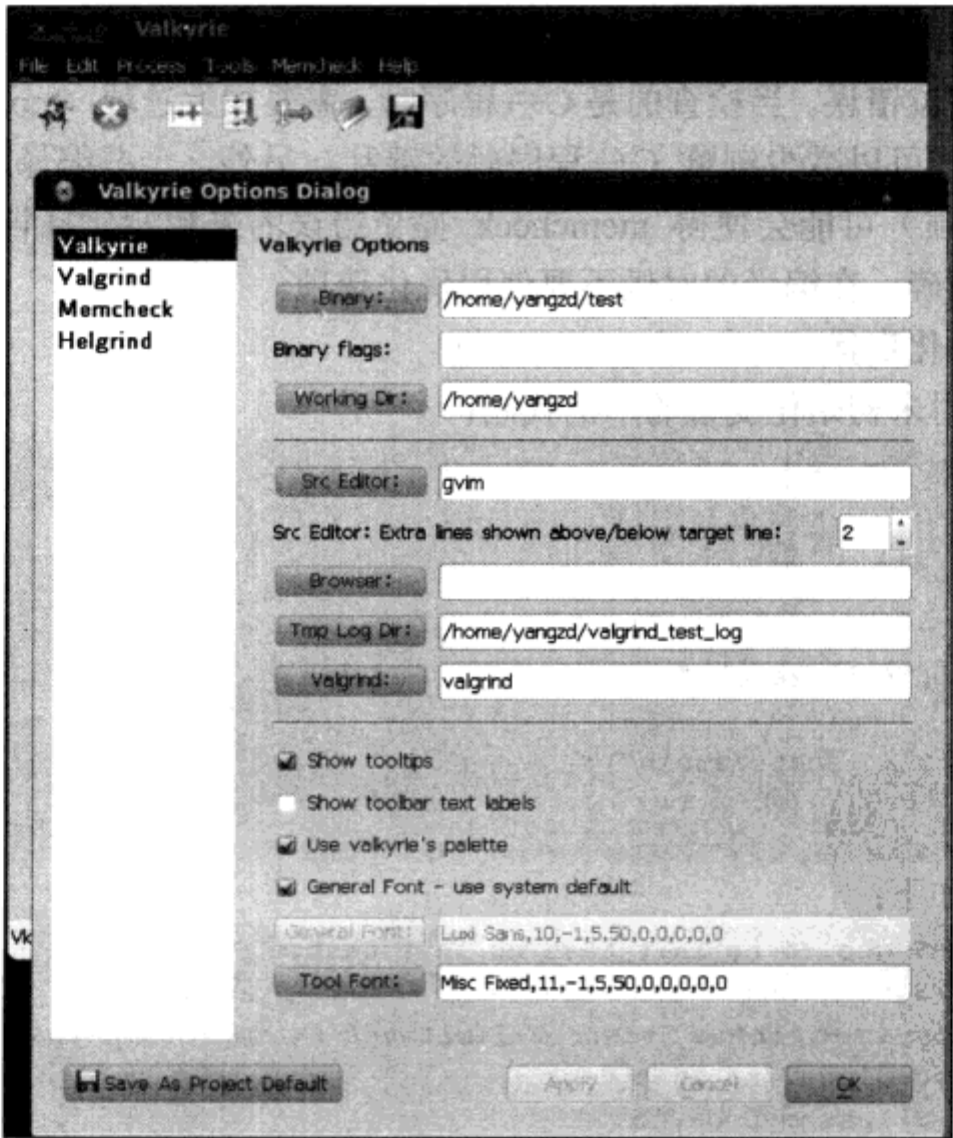 Valkyrie
File Edit Process Tools Memcheck Help
Valkyrie Options Dialog
Valkyrie
Valgrind
Memcheck
Helgrind
Valkyrie Options
Binary: /home/yangzd/test
Binary flags:
Working Dir: /home/yangzd
Src Editor: gvim
Src Editor: Extra lines shown above/below target line: 2
Browser:
Tmp Log Dir: /home/yangzd/valgrind_test_log
Valgrind: valgrind
Show tooltips
Show toolbar text labels
Use valkyrie's palette
General Font - use system default
General Font: Luxi Sans,10,-1,5,50,0,0,0,0,0
Tool Font: Misc Fixed,11,-1,5,50,0,0,0,0,0
Vk
Save As Project Default
Apply
Cancel
OK